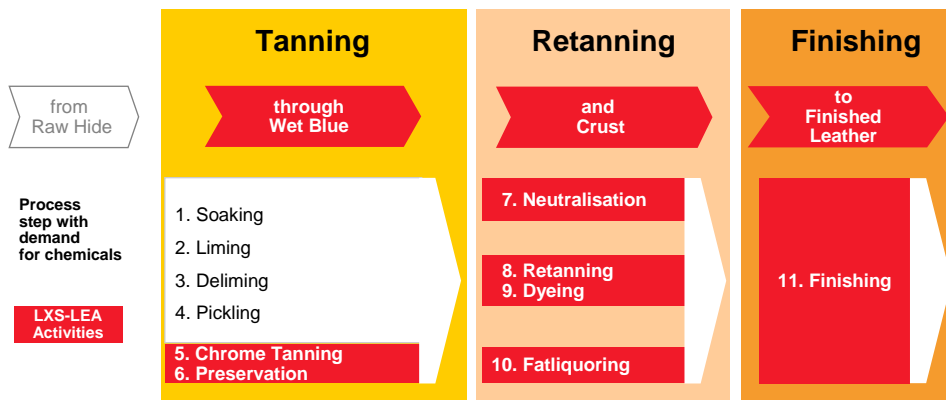 Tanning
Retanning
Finishing
from
Raw Hide
through
Wet Blue
and
Crust
to
Finished
Leather
Process
step with
demand
for chemicals
LXS-LEA
Activities
1. Soaking
2. Liming
3. Deliming
4. Pickling
5. Chrome Tanning
6. Preservation
7. Neutralisation
8. Retanning
9. Dyeing
10. Fatliquoring
11. Finishing